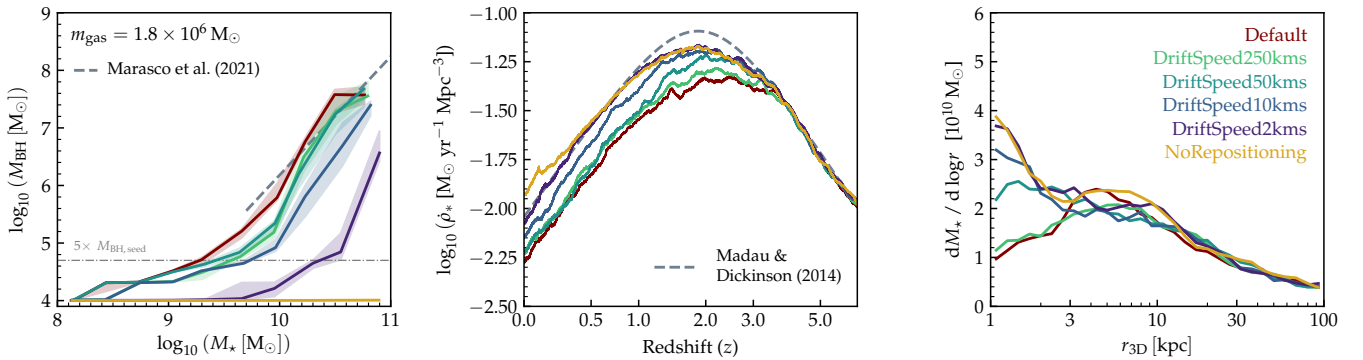 m_gas = 1.8 × 10^6 M_⊙
Marasco et al. (2021)
5× M_BH,seed
log_10 (M_BH [M_⊙])
9
8
7
6
5
4
8
9
10
11
log_10 (M_⋆ [M_⊙])
log_10 (ρ̇_* [M_⊙ yr^−1 Mpc^−3])
−1.00
−1.25
−1.50
−1.75
−2.00
−2.25
−2.50
Madau &
Dickinson (2014)
0.0
0.5
1.0
2.0
3.0
5.0
Redshift (z)
dM_⋆ / d logr [10^10 M_⊙]
6
5
4
3
2
1
0
Default
DriftSpeed250kms
DriftSpeed50kms
DriftSpeed10kms
DriftSpeed2kms
NoRepositioning
1
3
10
30
100
r_3D [kpc]